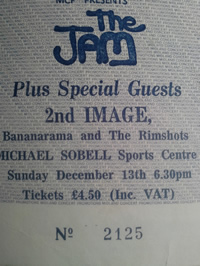 MCP PRESENTS
The
JAM
Plus Special Guests
2nd IMAGE,
Bananarama and The Rimshots
MICHAEL SOBELL Sports Centre
Sunday December 13th 6.30pm
Tickets £4.50 (Inc. VAT)
Nº 2125